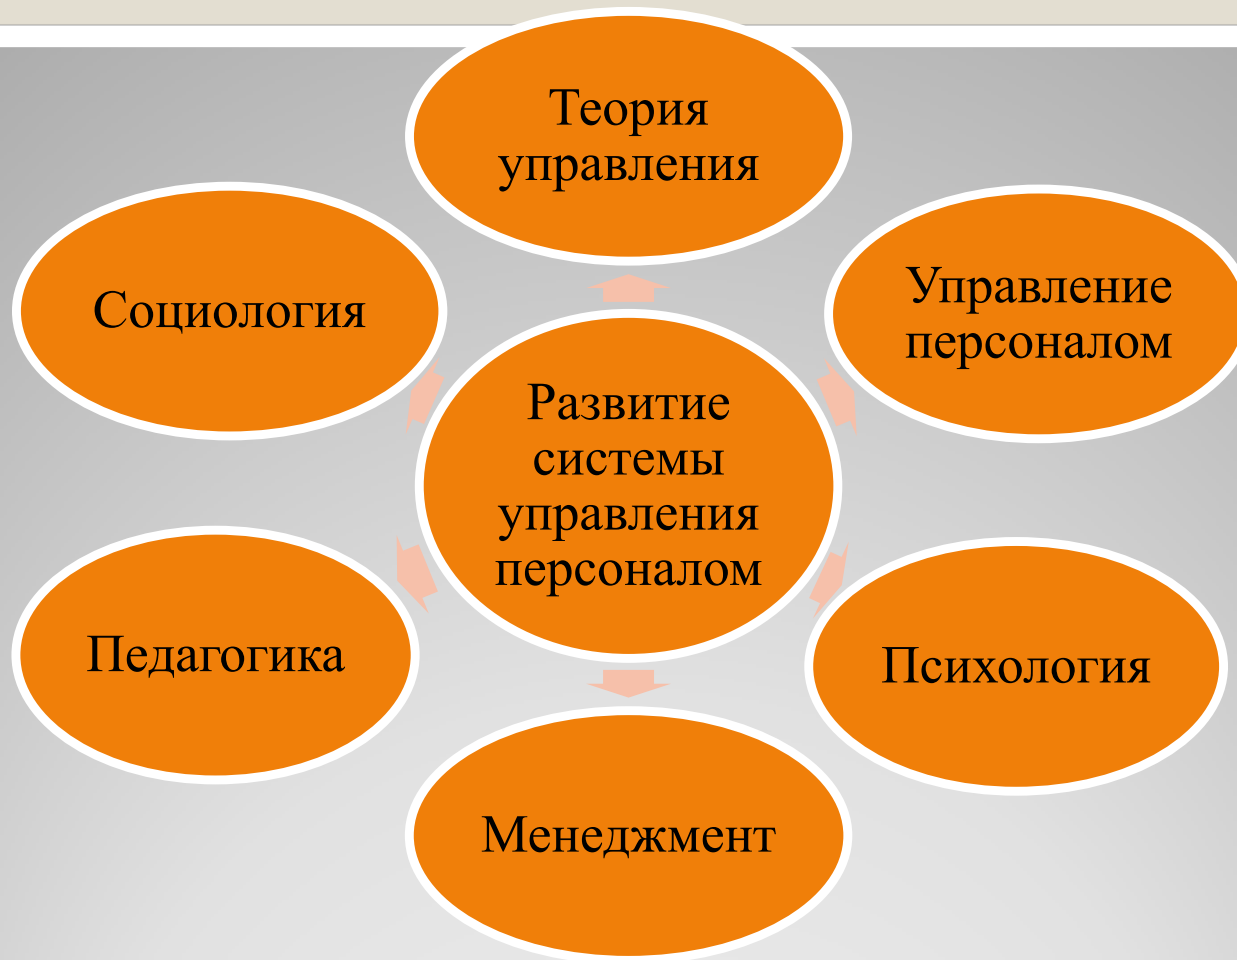 Теория
управления
Социология
Управление
персоналом
Развитие
системы
управления
персоналом
Педагогика
Психология
Менеджмент